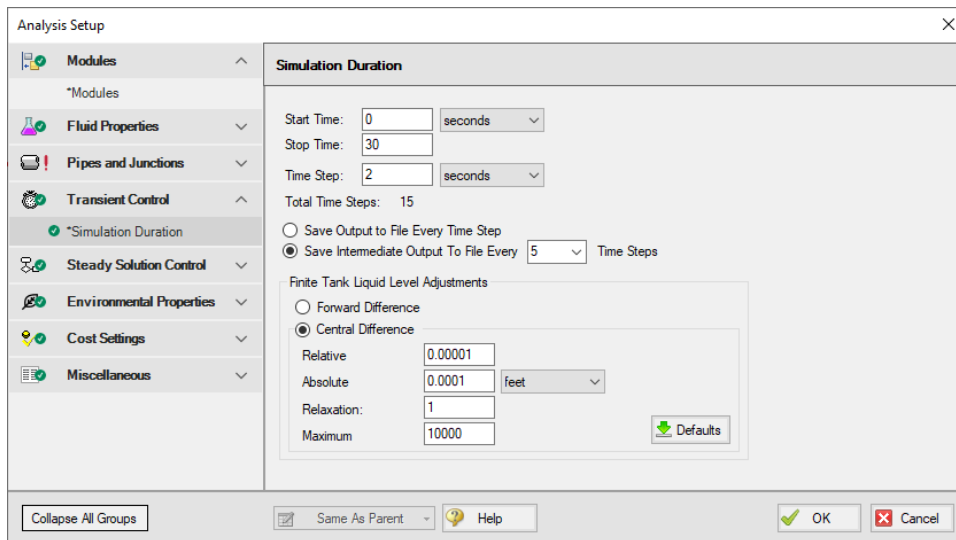 Analysis Setup
Modules
*Modules
Fluid Properties
Pipes and Junctions
Transient Control
*Simulation Duration
Steady Solution Control
Environmental Properties
Cost Settings
Miscellaneous
Simulation Duration
Start Time: 0 seconds
Stop Time: 30
Time Step: 2 seconds
Total Time Steps: 15
Save Output to File Every Time Step
Save Intermediate Output To File Every 5 Time Steps
Finite Tank Liquid Level Adjustments
Forward Difference
Central Difference
Relative 0.00001
Absolute 0.0001 feet
Relaxation: 1
Maximum 10000
Defaults
Collapse All Groups
Same As Parent
Help
OK
Cancel